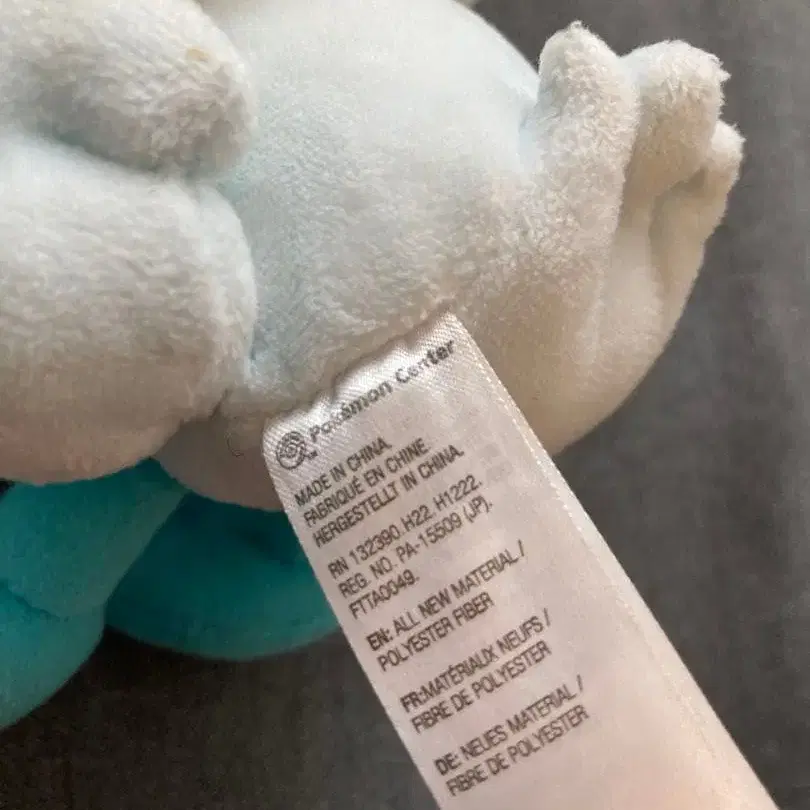 Pokémon Center
MADE IN CHINA.
FABRIQUÉ EN CHINE.
HERGESTELLT IN CHINA.
RN 132390. H22. H1222.
REG. NO. PA-15509 (JP).
FTTA0049.
EN: ALL NEW MATERIAL /
POLYESTER FIBER
FR:MATÉRIAUX NEUFS /
FIBRE DE POLYESTER
DE: NEUES MATERIAL /
FIBRE DE POLYESTER